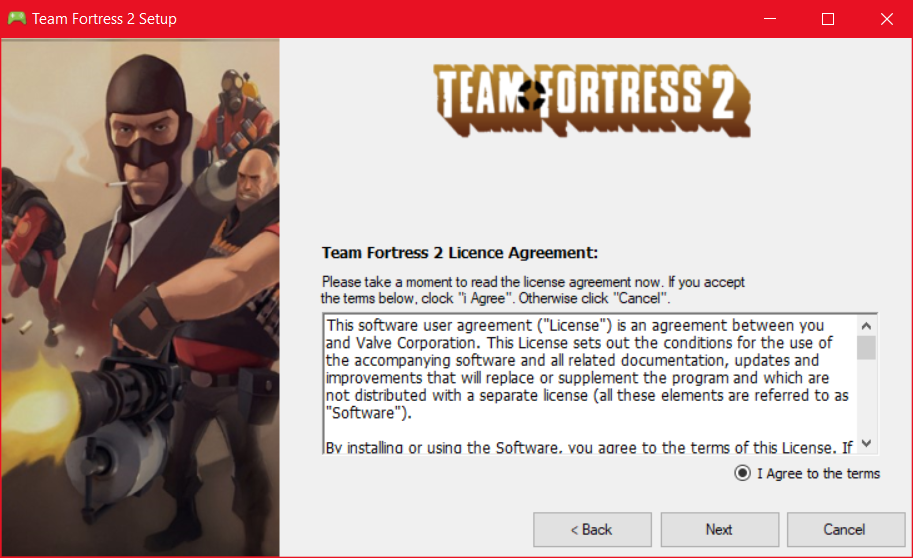 Team Fortress 2 Setup
TEAM FORTRESS 2
Team Fortress 2 Licence Agreement:
Please take a moment to read the license agreement now. If you accept
the terms below, clock "i Agree". Otherwise click "Cancel".
This software user agreement ("License") is an agreement between you
and Valve Corporation. This License sets out the conditions for the use of
the accompanying software and all related documentation, updates and
improvements that will replace or supplement the program and which are
not distributed with a separate license (all these elements are referred to as
"Software").
By installing or using the Software, you agree to the terms of this License. If
I Agree to the terms
< Back
Next
Cancel